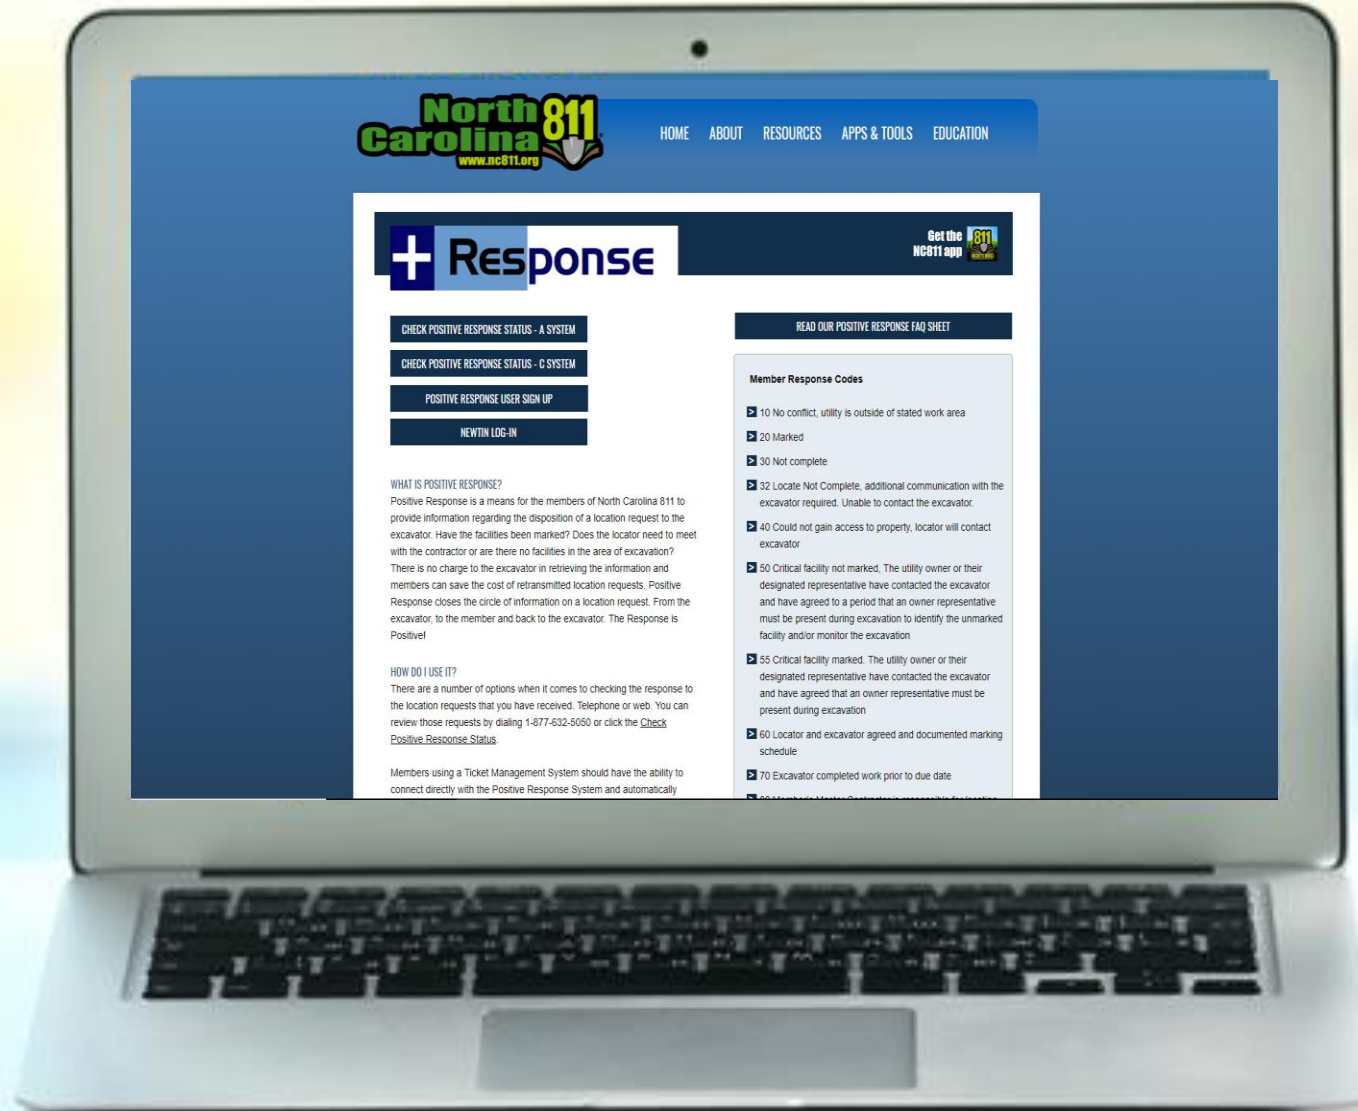 North
Carolina 811
www.nc811.org
HOME ABOUT RESOURCES APPS & TOOLS EDUCATION
+ Response
Get the
NC811 app
811
CHECK POSITIVE RESPONSE STATUS - A SYSTEM
CHECK POSITIVE RESPONSE STATUS - C SYSTEM
POSITIVE RESPONSE USER SIGN UP
NEWTIN LOG-IN
WHAT IS POSITIVE RESPONSE?
Positive Response is a means for the members of North Carolina 811 to
provide information regarding the disposition of a location request to the
excavator. Have the facilities been marked? Does the locator need to meet
with the contractor or are there no facilities in the area of excavation?
There is no charge to the excavator in retrieving the information and
members can save the cost of retransmitted location requests. Positive
Response closes the circle of information on a location request. From the
excavator, to the member and back to the excavator. The Response is
Positive!
HOW DO I USE IT?
There are a number of options when it comes to checking the response to
the location requests that you have received. Telephone or web. You can
review those requests by dialing 1-877-632-5050 or click the Check
Positive Response Status.
Members using a Ticket Management System should have the ability to
connect directly with the Positive Response System and automatically
READ OUR POSITIVE RESPONSE FAQ SHEET
Member Response Codes
10 No conflict, utility is outside of stated work area
20 Marked
30 Not complete
32 Locate Not Complete, additional communication with the
excavator required. Unable to contact the excavator.
40 Could not gain access to property, locator will contact
excavator
50 Critical facility not marked, The utility owner or their
designated representative have contacted the excavator
and have agreed to a period that an owner representative
must be present during excavation to identify the unmarked
facility and/or monitor the excavation
55 Critical facility marked. The utility owner or their
designated representative have contacted the excavator
and have agreed that an owner representative must be
present during excavation
60 Locator and excavator agreed and documented marking
schedule
70 Excavator completed work prior to due date